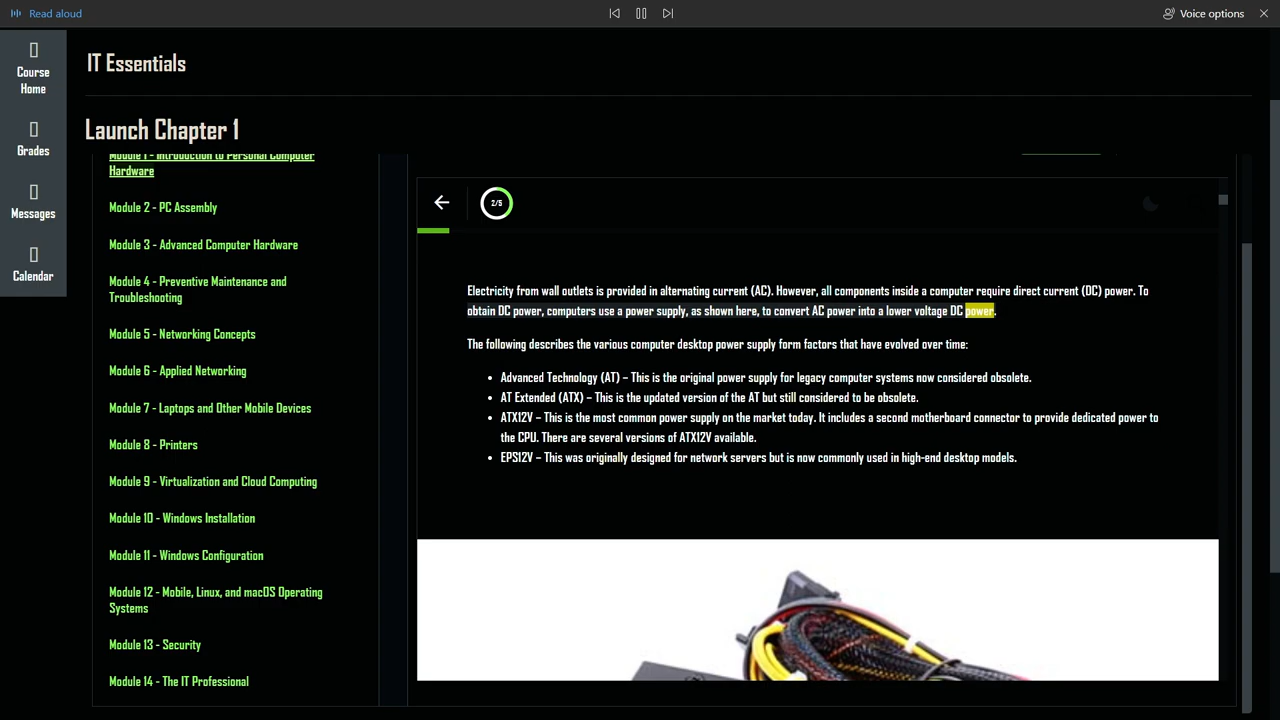 Read aloud
Voice options
Course
Home
Grades
Messages
Calendar
IT Essentials
Launch Chapter 1
Module 1 - Introduction to Personal Computer
Hardware
Module 2 - PC Assembly
Module 3 - Advanced Computer Hardware
Module 4 - Preventive Maintenance and
Troubleshooting
Module 5 - Networking Concepts
Module 6 - Applied Networking
Module 7 - Laptops and Other Mobile Devices
Module 8 - Printers
Module 9 - Virtualization and Cloud Computing
Module 10 - Windows Installation
Module 11 - Windows Configuration
Module 12 - Mobile, Linux, and macOS Operating
Systems
Module 13 - Security
Module 14 - The IT Professional
2/5
Electricity from wall outlets is provided in alternating current (AC). However, all components inside a computer require direct current (DC) power. To
obtain DC power, computers use a power supply, as shown here, to convert AC power into a lower voltage DC power.
The following describes the various computer desktop power supply form factors that have evolved over time:
• Advanced Technology (AT) – This is the original power supply for legacy computer systems now considered obsolete.
• AT Extended (ATX) – This is the updated version of the AT but still considered to be obsolete.
• ATX12V – This is the most common power supply on the market today. It includes a second motherboard connector to provide dedicated power to
the CPU. There are several versions of ATX12V available.
• EPS12V – This was originally designed for network servers but is now commonly used in high-end desktop models.